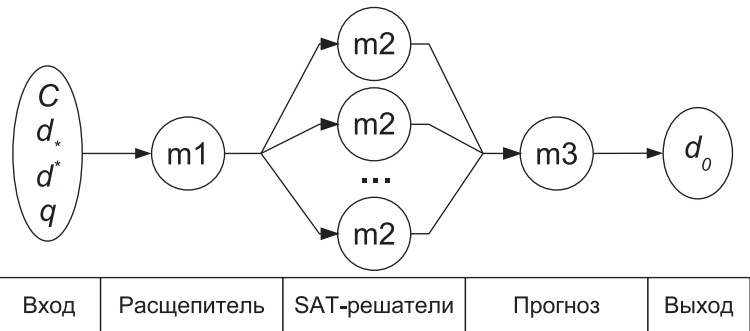 C
d*
d*
q
m1
m2
m2
...
m2
m3
d0
Вход
Расщепитель
SAT-решатели
Прогноз
Выход